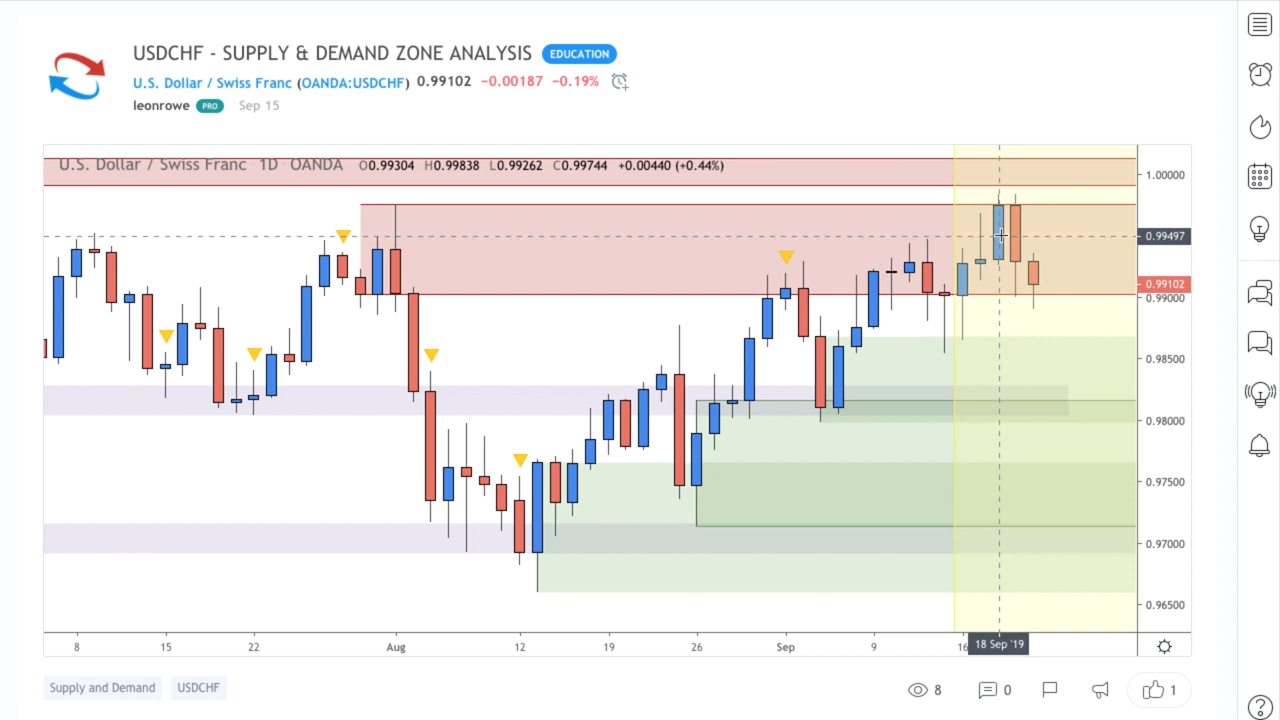 USDCHF - SUPPLY & DEMAND ZONE ANALYSIS EDUCATION
U.S. Dollar / Swiss Franc (OANDA:USDCHF) 0.99102 −0.00187 −0.19%
leonrowe PRO Sep 15
U.S. Dollar / Swiss Franc 1D OANDA O0.99304 H0.99838 L0.99262 C0.99744 +0.00440 (+0.44%)
1.00000
0.99497
0.99102
0.99000
0.98500
0.98000
0.97500
0.97000
0.96500
8 15 22 Aug 12 19 26 Sep 9 16 18 Sep '19
Supply and Demand USDCHF 8 0 1